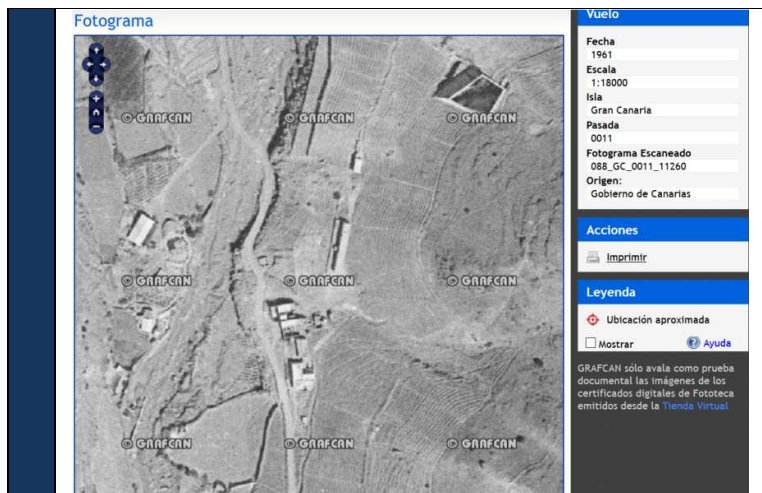 Fotograma
© GRAFCAN © GRAFCAN © GRAFCAN
© GRAFCAN © GRAFCAN © GRAFCAN
© GRAFCAN © GRAFCAN © GRAFCAN
Vuelo
Fecha
1961
Escala
1:18000
Isla
Gran Canaria
Pasada
0011
Fotograma Escaneado
088_GC_0011_11260
Origen:
Gobierno de Canarias
Acciones
Imprimir
Leyenda
Ubicación aproximada
Mostrar Ayuda
GRAFCAN sólo avala como prueba
documental las imágenes de los
certificados digitales de Fototeca
emitidos desde la Tienda Virtual